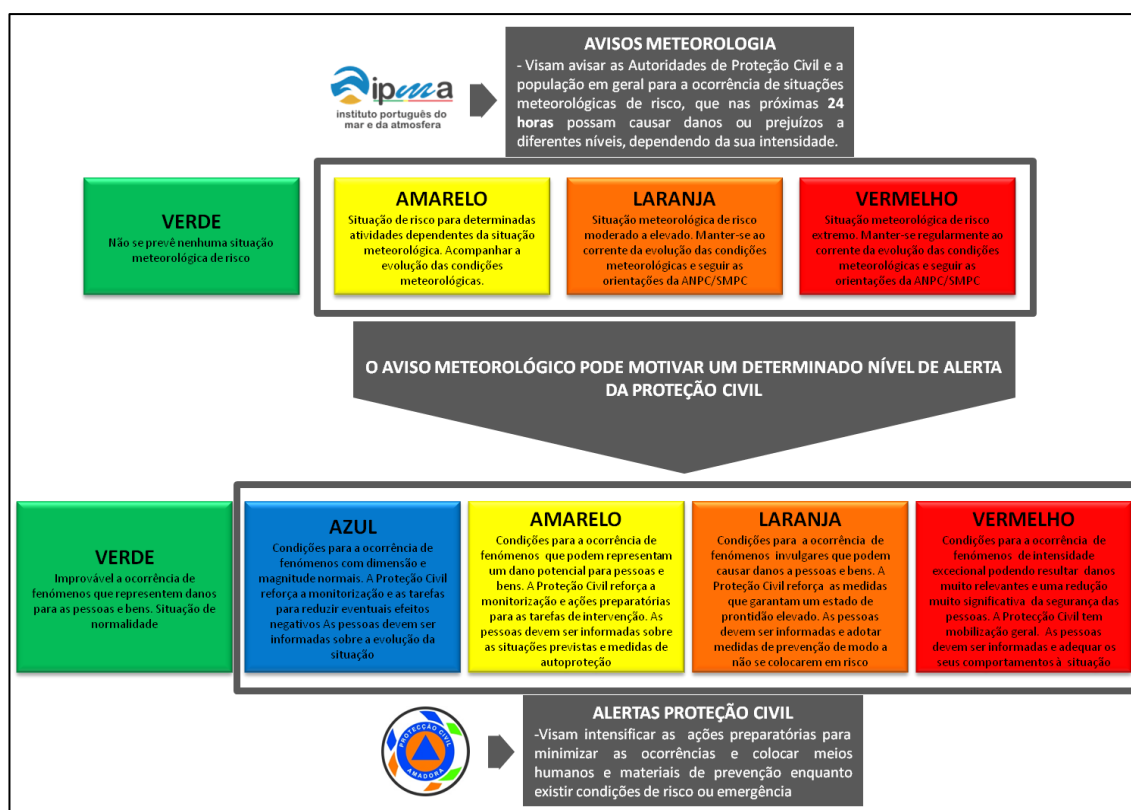 AVISOS METEOROLOGIA
- Visam avisar as Autoridades de Proteção Civil e a
população em geral para a ocorrência de situações
meteorológicas de risco, que nas próximas 24
horas possam causar danos ou prejuízos a
diferentes níveis, dependendo da sua intensidade.
ipma
instituto português do
mar e da atmosfera
VERDE
Não se prevê nenhuma situação
meteorológica de risco
AMARELO
Situação de risco para determinadas
atividades dependentes da situação
meteorológica. Acompanhar a
evolução das condições
meteorológicas.
LARANJA
Situação meteorológica de risco
moderado a elevado. Manter-se ao
corrente da evolução das condições
meteorológicas e seguir as
orientações da ANPC/SMPC
VERMELHO
Situação meteorológica de risco
extremo. Manter-se regularmente ao
corrente da evolução das condições
meteorológicas e seguir as
orientações da ANPC/SMPC
O AVISO METEOROLÓGICO PODE MOTIVAR UM DETERMINADO NÍVEL DE ALERTA
DA PROTEÇÃO CIVIL
VERDE
Improvável a ocorrência de
fenómenos que representem danos
para as pessoas e bens. Situação de
normalidade
AZUL
Condições para a ocorrência de
fenómenos com dimensão e
magnitude normais. A Proteção Civil
reforça a monitorização e as tarefas
para reduzir eventuais efeitos
negativos As pessoas devem ser
informadas sobre a evolução da
situação
AMARELO
Condições para a ocorrência de
fenómenos que podem representam
um dano potencial para pessoas e
bens. A Proteção Civil reforça a
monitorização e ações preparatórias
para as tarefas de intervenção. As
pessoas devem ser informadas sobre
as situações previstas e medidas de
autoproteção
LARANJA
Condições para a ocorrência de
fenómenos invulgares que podem
causar danos a pessoas e bens. A
Proteção Civil reforça as medidas
que garantam um estado de
prontidão elevado. As pessoas
devem ser informadas e adotar
medidas de prevenção de modo a
não se colocarem em risco
VERMELHO
Condições para a ocorrência de
fenómenos de intensidade
excecional podendo resultar danos
muito relevantes e uma redução
muito significativa da segurança das
pessoas. A Protecção Civil tem
mobilização geral. As pessoas
devem ser informadas e adequar os
seus comportamentos à situação
PROTECÇÃO CIVIL
AMADORA
ALERTAS PROTEÇÃO CIVIL
-Visam intensificar as ações preparatórias para
minimizar as ocorrências e colocar meios
humanos e materiais de prevenção enquanto
existir condições de risco ou emergência